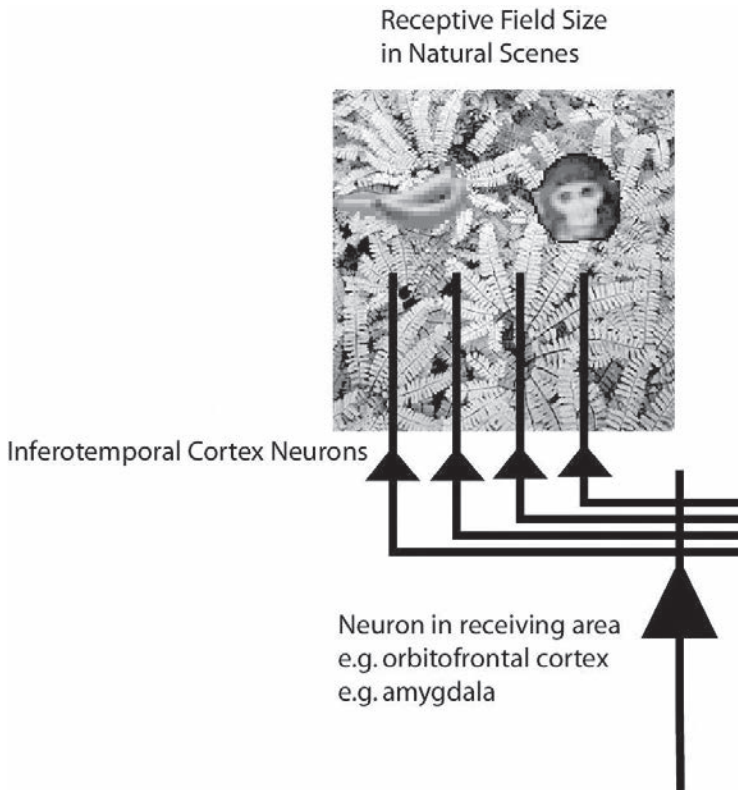 Receptive Field Size
in Natural Scenes
Inferotemporal Cortex Neurons
Neuron in receiving area
e.g. orbitofrontal cortex
e.g. amygdala